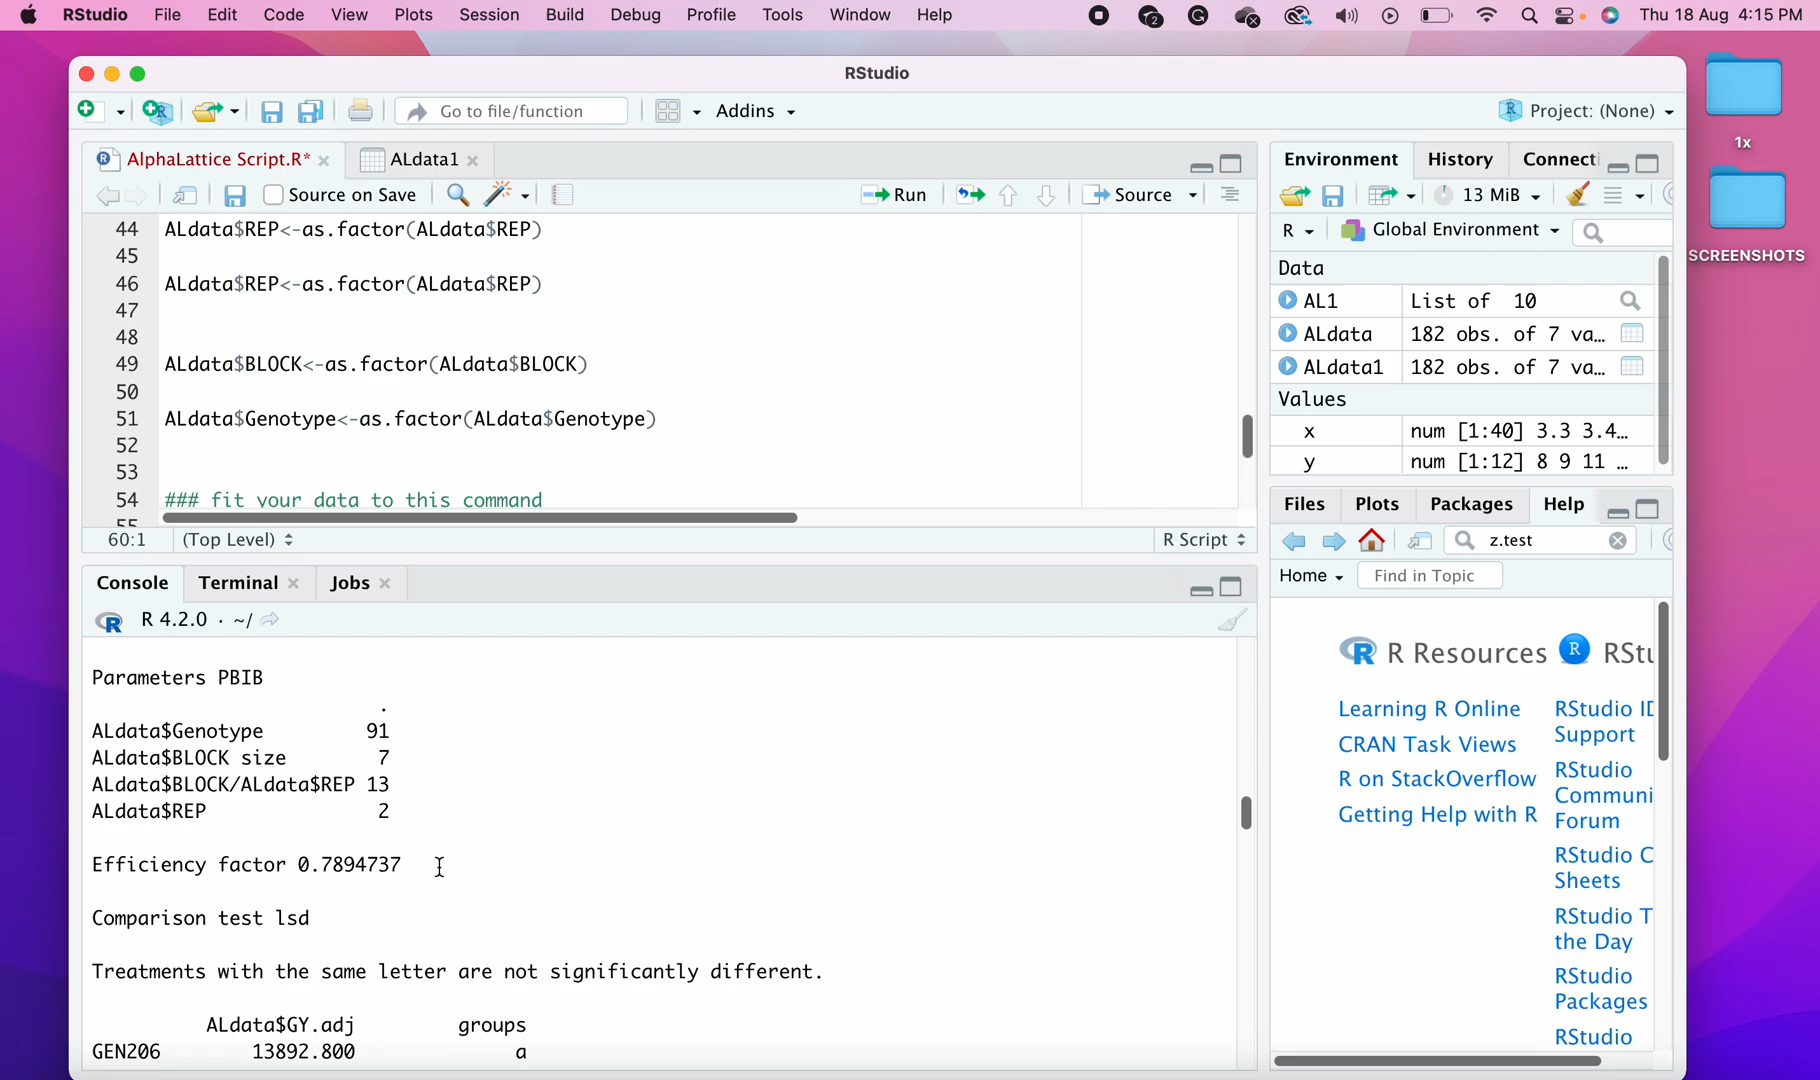 RStudio File Edit Code View Plots Session Build Debug Profile Tools Window Help 2 Thu 18 Aug 4:15 PM
RStudio
1x
SCREENSHOTS
Go to file/function Addins Project: (None)
AlphaLattice Script.R* ALdata1
Source on Save Run Source
44 ALdata$REP<-as.factor(ALdata$REP)
45
46 ALdata$REP<-as.factor(ALdata$REP)
47
48
49 ALdata$BLOCK<-as.factor(ALdata$BLOCK)
50
51 ALdata$Genotype<-as.factor(ALdata$Genotype)
52
53
54 ### fit your data to this command
55
60:1 (Top Level) R Script
Console Terminal Jobs
R 4.2.0 · ~/
Parameters PBIB
.
ALdata$Genotype 91
ALdata$BLOCK size 7
ALdata$BLOCK/ALdata$REP 13
ALdata$REP 2
Efficiency factor 0.7894737
Comparison test lsd
Treatments with the same letter are not significantly different.
ALdata$GY.adj groups
GEN206 13892.800 a
Environment History Connecti
13 MiB
R Global Environment
Data
AL1 List of 10
ALdata 182 obs. of 7 va…
ALdata1 182 obs. of 7 va…
Values
x num [1:40] 3.3 3.4…
y num [1:12] 8 9 11 …
Files Plots Packages Help
z.test
Home Find in Topic
R Resources
Learning R Online
CRAN Task Views
R on StackOverflow
Getting Help with R
R RStu
RStudio ID
Support
RStudio
Communi
Forum
RStudio C
Sheets
RStudio T
the Day
RStudio
Packages
RStudio